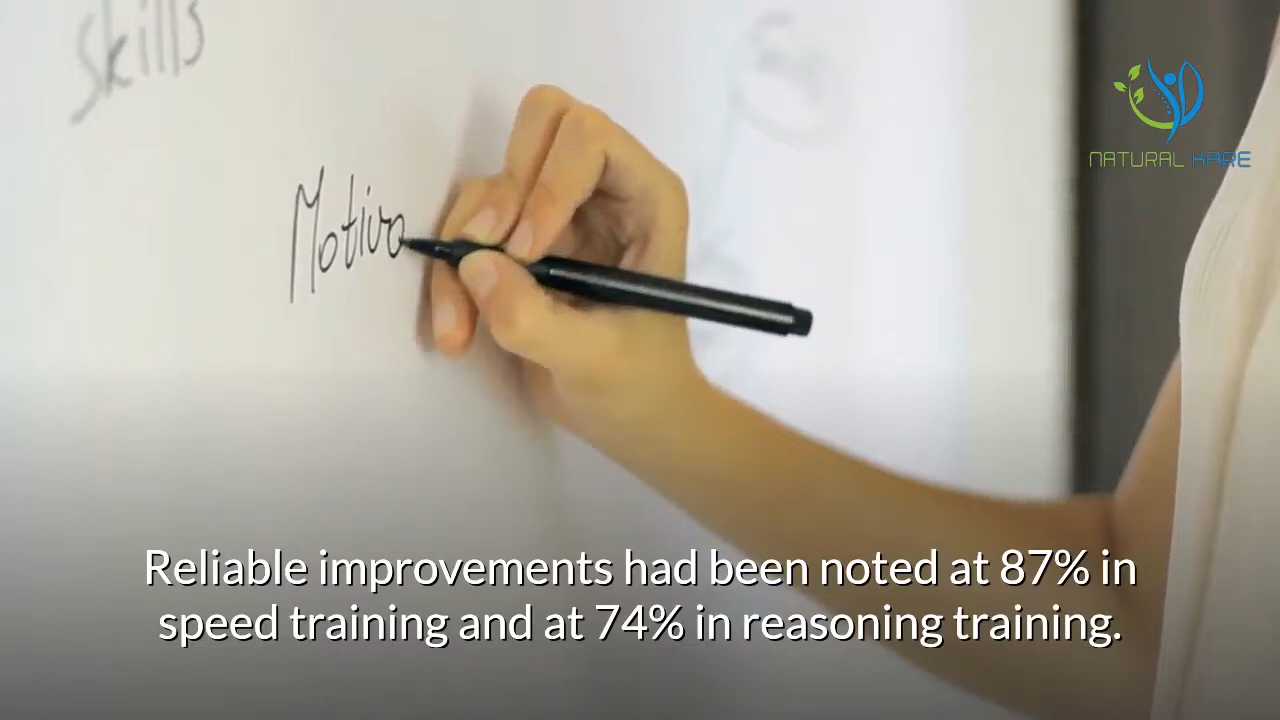 Skills
Motiva
NATURAL KARE
Reliable improvements had been noted at 87% in
speed training and at 74% in reasoning training.